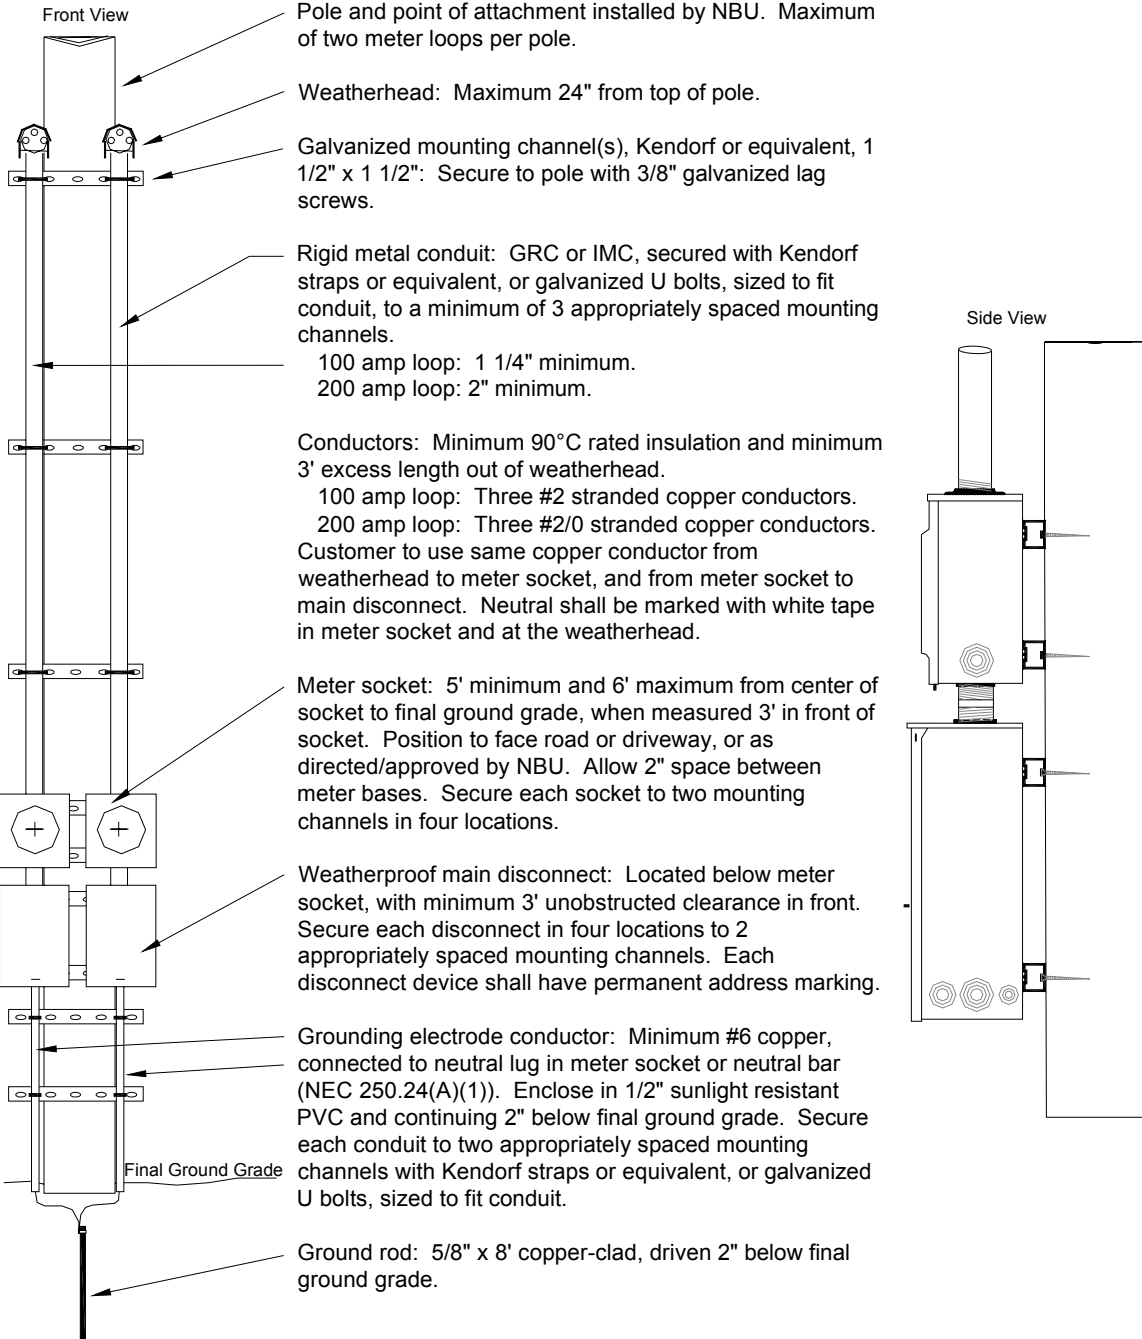 Front View
Pole and point of attachment installed by NBU.  Maximum
of two meter loops per pole.
Weatherhead:  Maximum 24" from top of pole.
Galvanized mounting channel(s), Kendorf or equivalent, 1
1/2" x 1 1/2":  Secure to pole with 3/8" galvanized lag
screws.
Rigid metal conduit:  GRC or IMC, secured with Kendorf
straps or equivalent, or galvanized U bolts, sized to fit
conduit, to a minimum of 3 appropriately spaced mounting
channels.
100 amp loop:  1 1/4" minimum.
200 amp loop: 2" minimum.
Conductors:  Minimum 90°C rated insulation and minimum
3' excess length out of weatherhead.
100 amp loop:  Three #2 stranded copper conductors.
200 amp loop:  Three #2/0 stranded copper conductors.
Customer to use same copper conductor from
weatherhead to meter socket, and from meter socket to
main disconnect.  Neutral shall be marked with white tape
in meter socket and at the weatherhead.
Meter socket:  5' minimum and 6' maximum from center of
socket to final ground grade, when measured 3' in front of
socket.  Position to face road or driveway, or as
directed/approved by NBU.  Allow 2" space between
meter bases.  Secure each socket to two mounting
channels in four locations.
Weatherproof main disconnect:  Located below meter
socket, with minimum 3' unobstructed clearance in front.
Secure each disconnect in four locations to 2
appropriately spaced mounting channels.  Each
disconnect device shall have permanent address marking.
Grounding electrode conductor:  Minimum #6 copper,
connected to neutral lug in meter socket or neutral bar
(NEC 250.24(A)(1)).  Enclose in 1/2" sunlight resistant
PVC and continuing 2" below final ground grade.  Secure
each conduit to two appropriately spaced mounting
channels with Kendorf straps or equivalent, or galvanized
U bolts, sized to fit conduit.
Final Ground Grade
Ground rod:  5/8" x 8' copper-clad, driven 2" below final
ground grade.
Side View